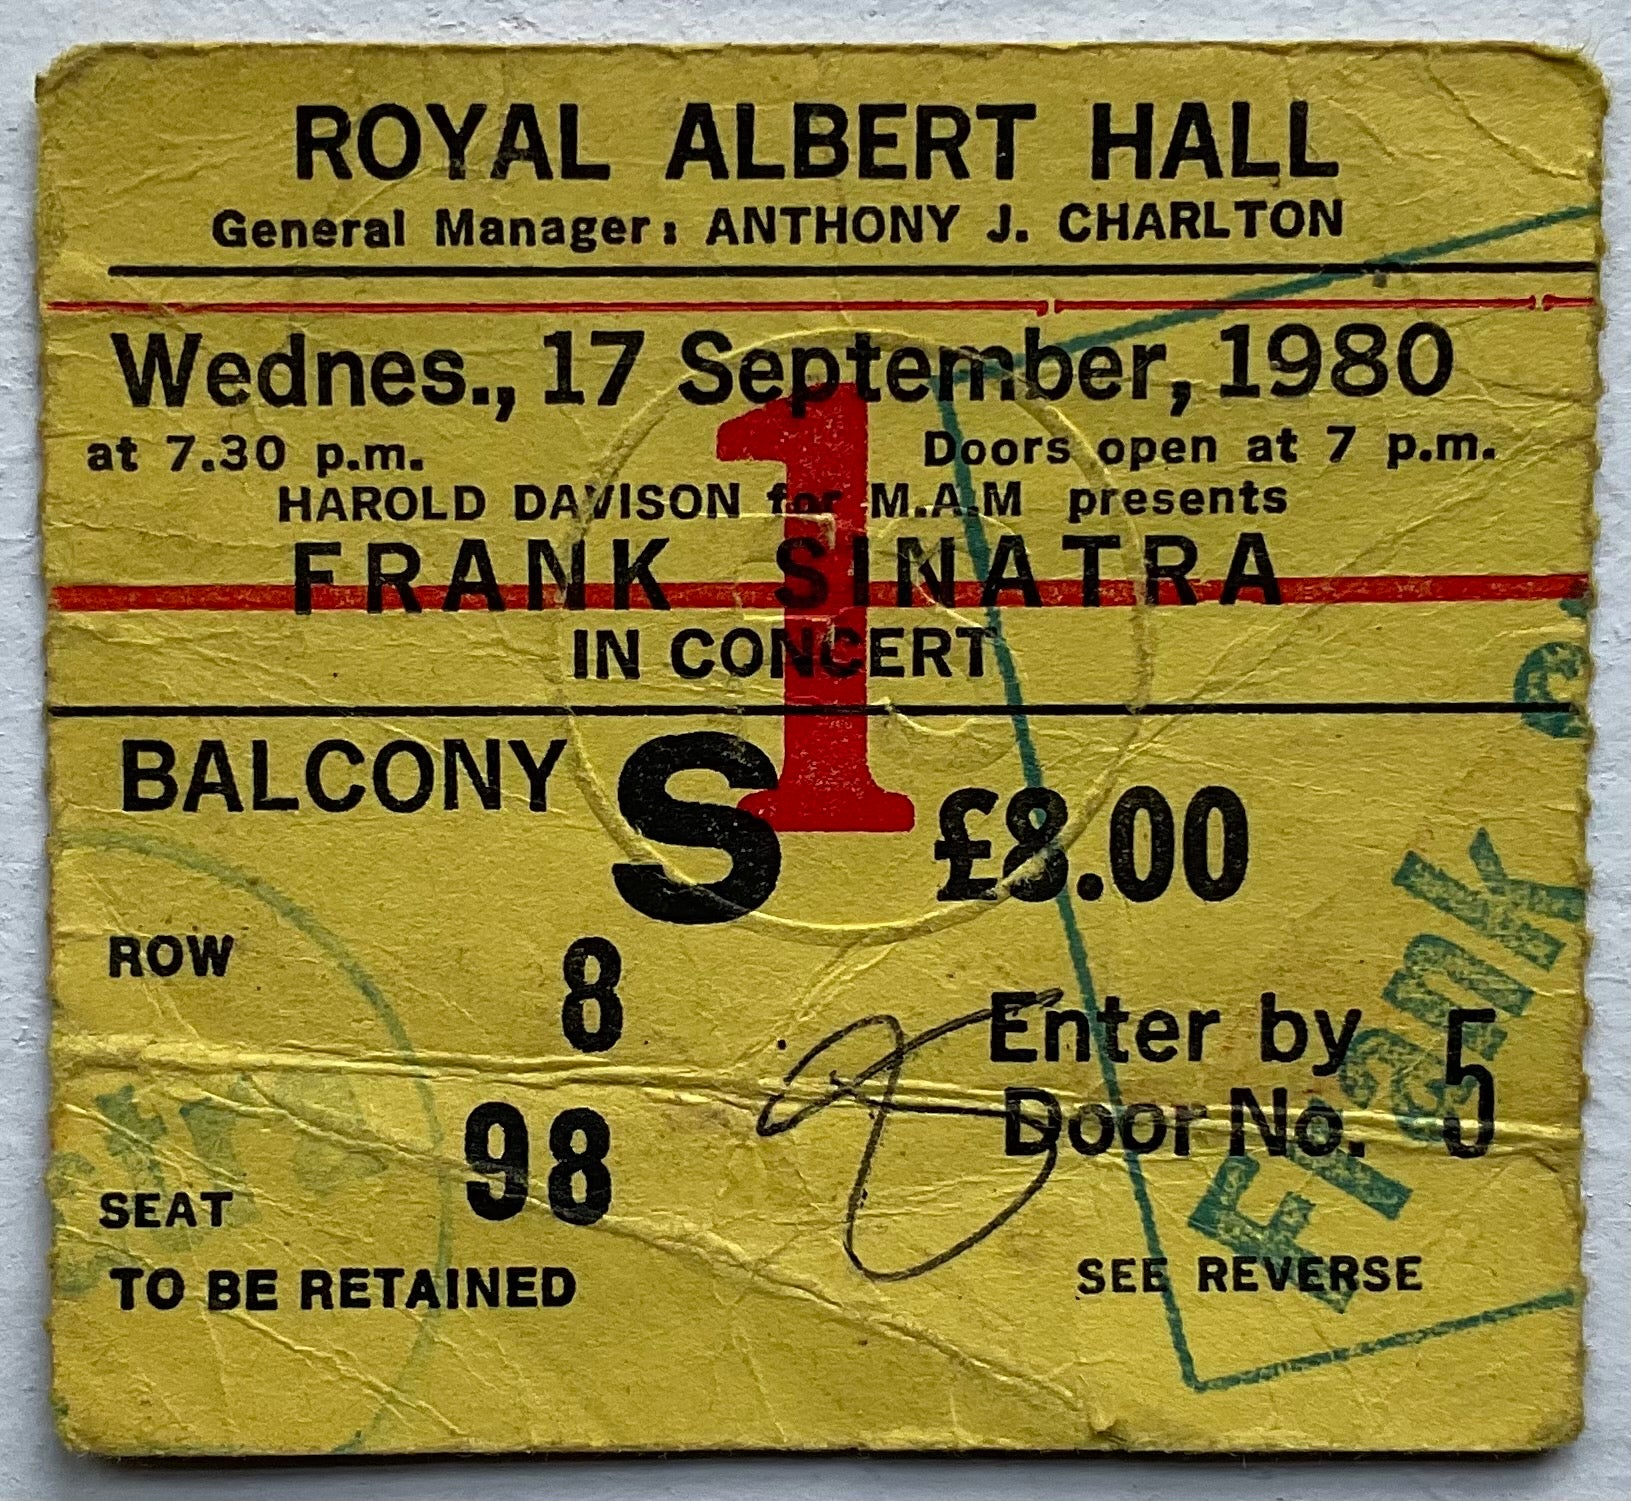 ROYAL ALBERT HALL
General Manager: ANTHONY J. CHARLTON
Wednes., 17 September, 1980
at 7.30 p.m. Doors open at 7 p.m.
HAROLD DAVISON for M.A.M presents
FRANK SINATRA
IN CONCERT
1
BALCONY S £8.00
ROW 8
Enter by
Door No. 5
SEAT 98
TO BE RETAINED
SEE REVERSE
Frank